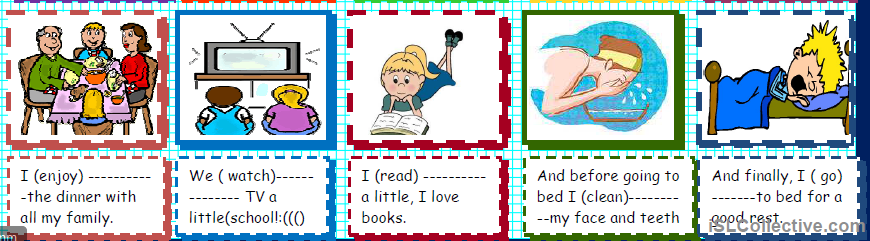 I (enjoy) ----------
-the dinner with
all my family.
We ( watch)------
------------- TV a
little(school!:((()
I (read) ----------
a little, I love
books.
And before going to
bed I (clean)--------
--my face and teeth
And finally, I ( go)
-------to bed for a
good rest.
iSLCollective.com